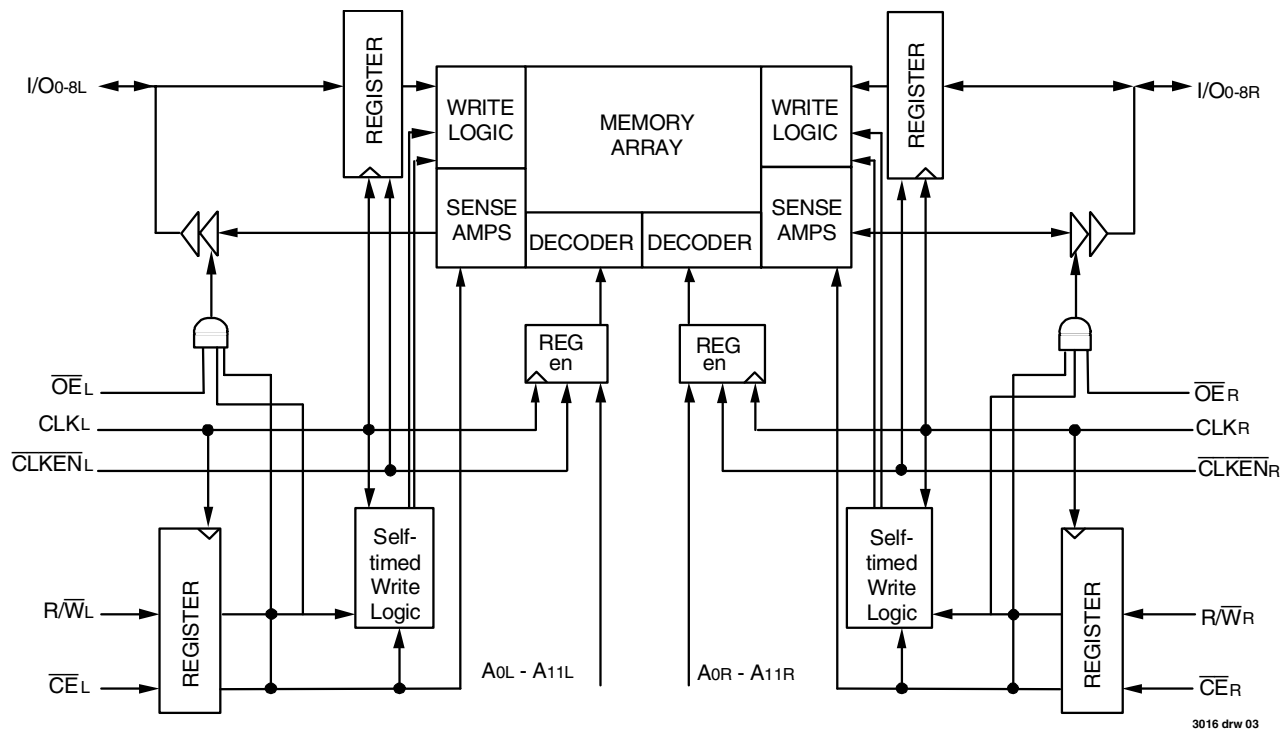 I/O0-8L
REGISTER
WRITE
LOGIC
MEMORY
ARRAY
WRITE
LOGIC
REGISTER
I/O0-8R
SENSE
AMPS
DECODER
DECODER
SENSE
AMPS
REG
en
REG
en
OEL
CLKL
CLKENL
OER
CLKR
CLKENR
Self-
timed
Write
Logic
Self-
timed
Write
Logic
R/WL
CEL
REGISTER
A0L - A11L
A0R - A11R
REGISTER
R/WR
CER
3016 drw 03